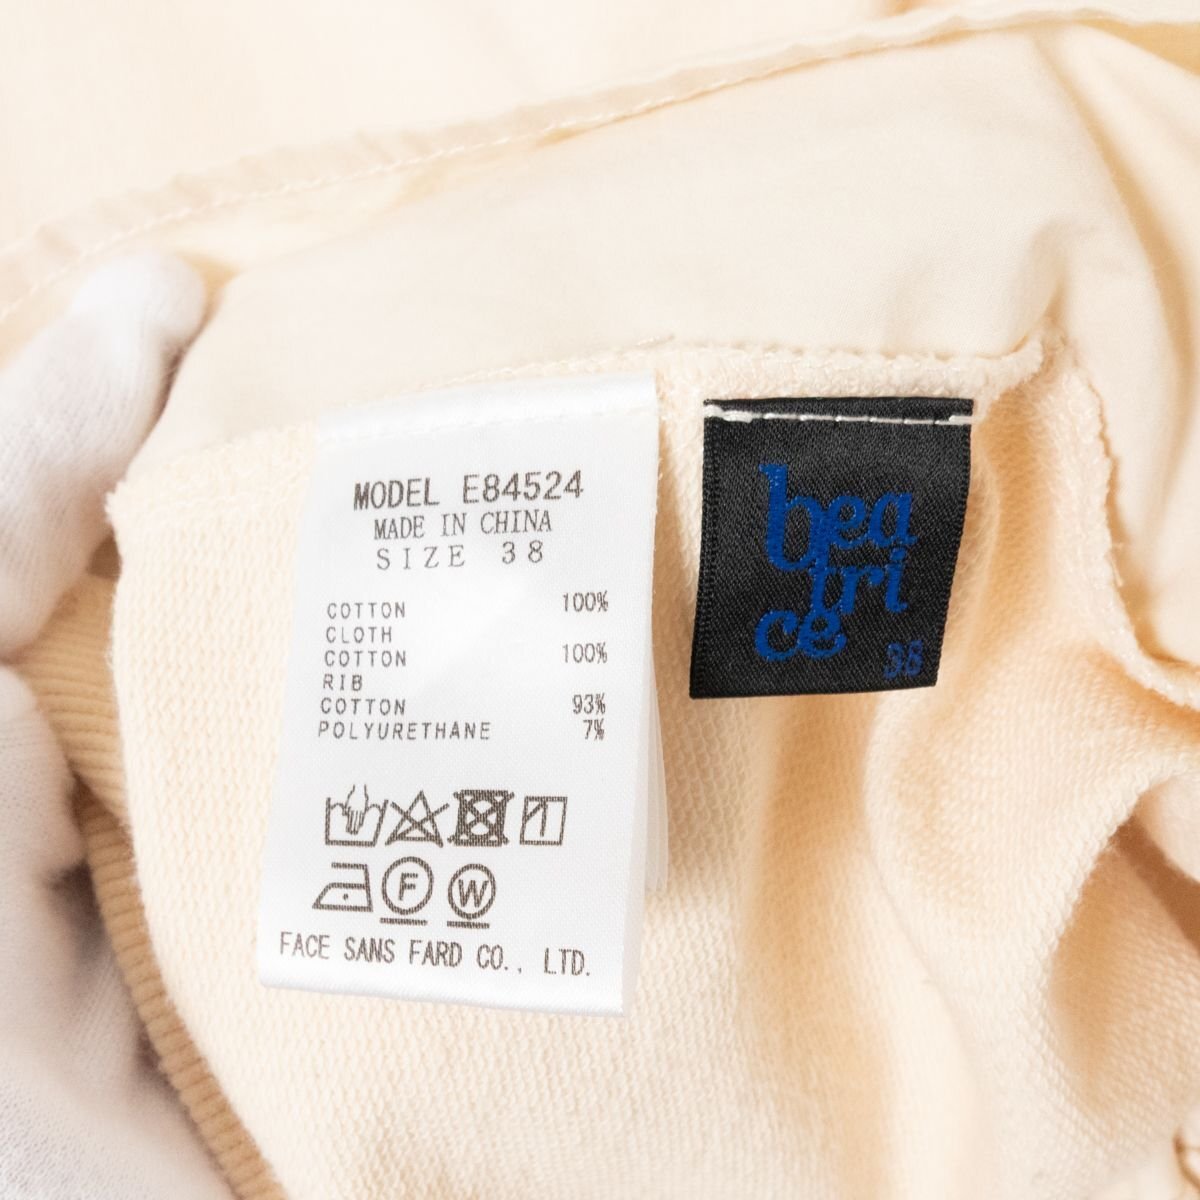 MODEL E84524
MADE IN CHINA
SIZE 38
COTTON 100%
CLOTH
COTTON 100%
RIB
COTTON 93%
POLYURETHANE 7%
F W
FACE SANS FARD CO., LTD.
bea
tri
ce
38